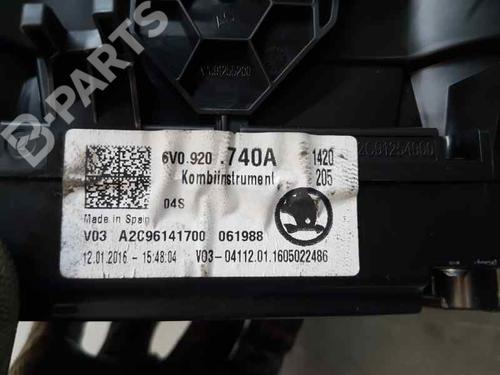 B-PARTS
6V0.920 .740A 1420
Kombiinstrument 205
04S
Made in Spain
V03 A2C96141700 061988
12.01.2016 - 15:48:04 V03-04112.01.1605022486